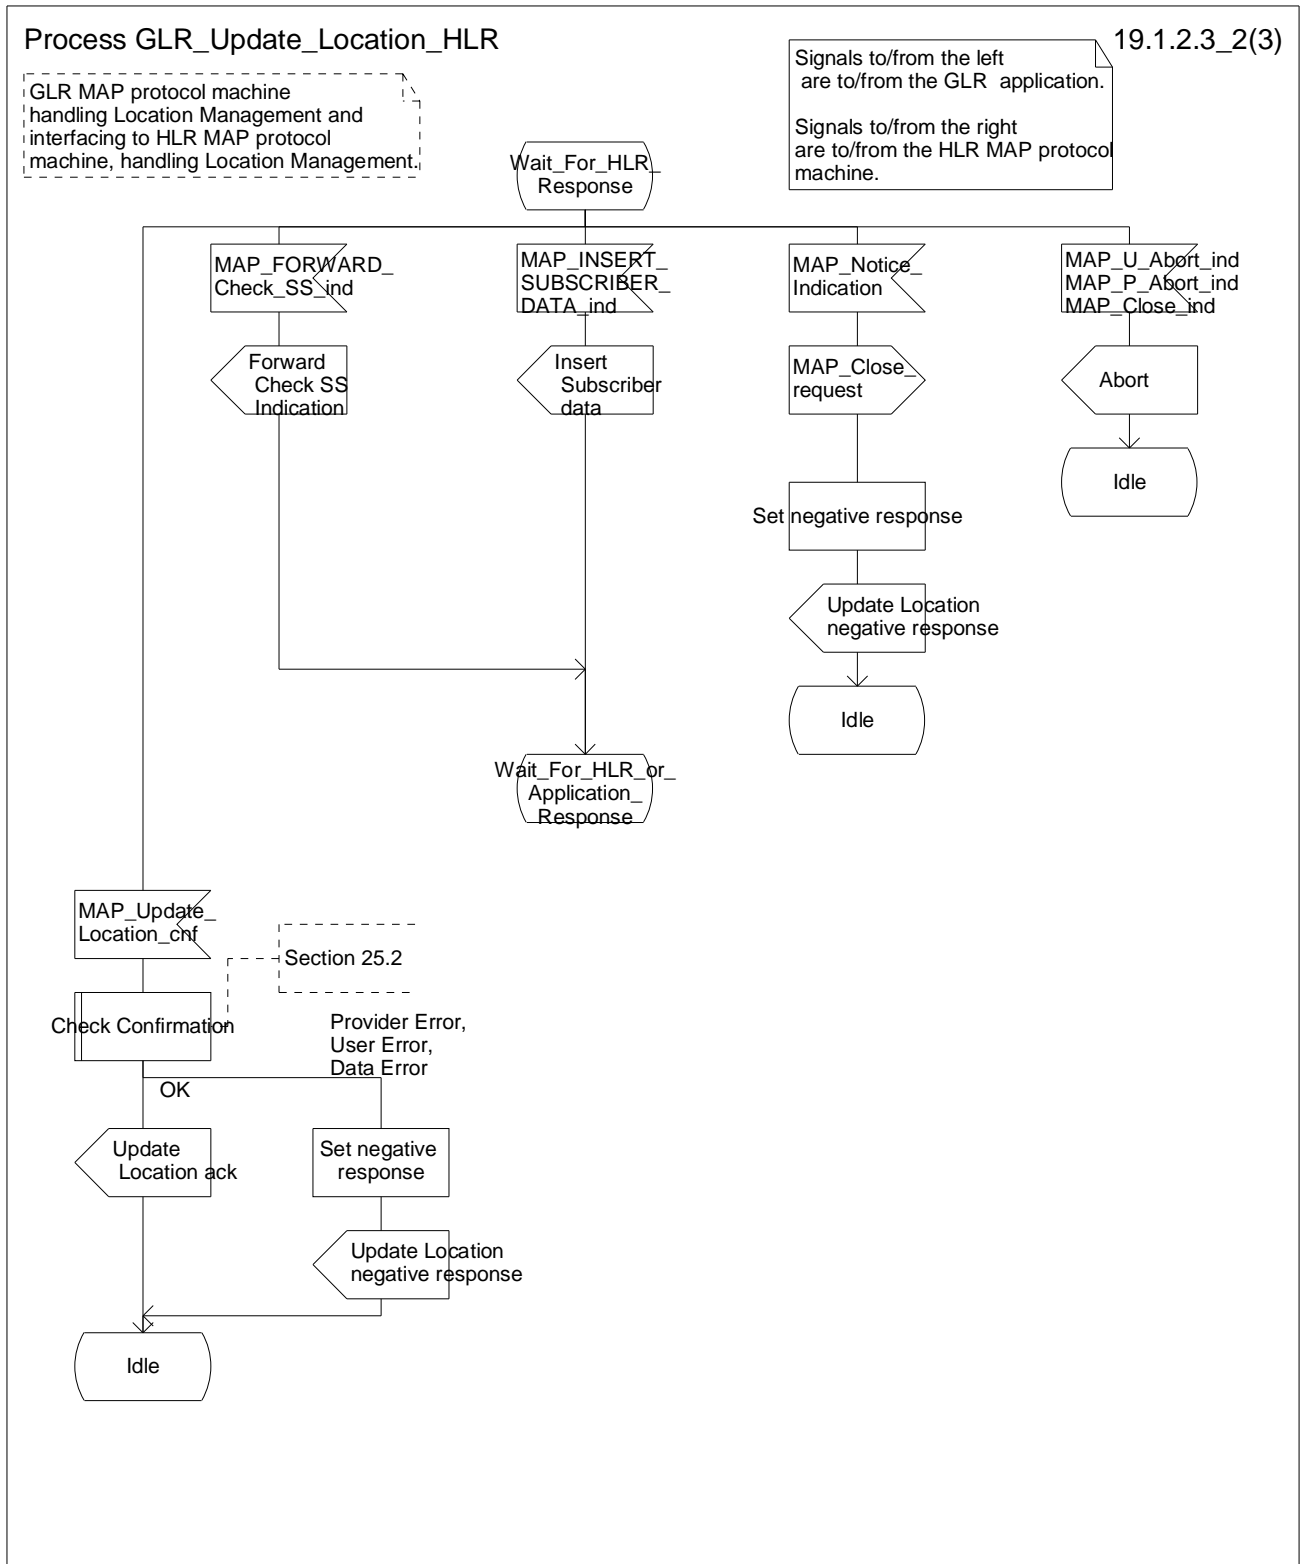 Process GLR_Update_Location_HLR
19.1.2.3_2(3)
GLR MAP protocol machine
handling Location Management and
interfacing to HLR MAP protocol
machine, handling Location Management.
Signals to/from the left
are to/from the GLR application.
Signals to/from the right
are to/from the HLR MAP protocol
machine.
Wait_For_HLR_
Response
MAP_FORWARD_
Check_SS_ind
MAP_INSERT_
SUBSCRIBER_
DATA_ind
MAP_Notice_
Indication
MAP_U_Abort_ind
MAP_P_Abort_ind
MAP_Close_ind
Forward
Check SS
Indication
Insert
Subscriber
data
MAP_Close_
request
Abort
Idle
Set negative response
Update Location
negative response
Idle
Wait_For_HLR_or_
Application_
Response
MAP_Update_
Location_cnf
Section 25.2
Check Confirmation
Provider Error,
User Error,
Data Error
OK
Update
Location ack
Set negative
response
Update Location
negative response
Idle